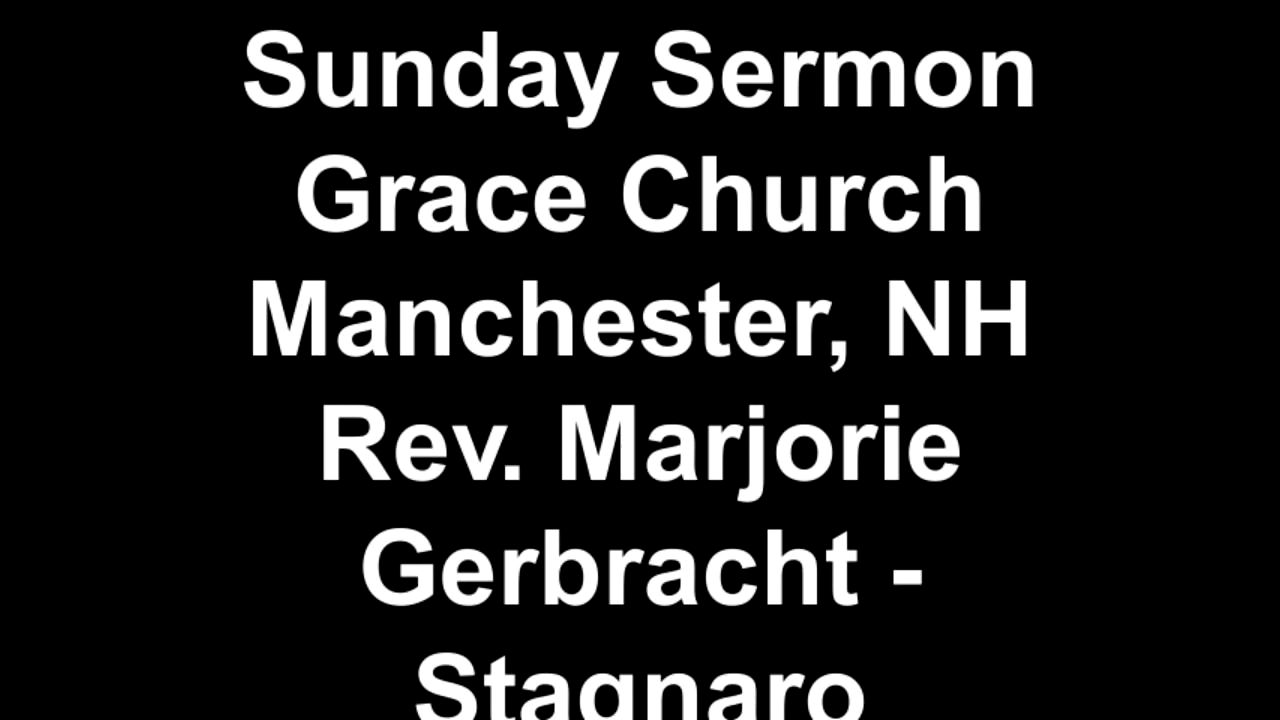 Sunday Sermon
Grace Church
Manchester, NH
Rev. Marjorie
Gerbracht -
Stagnaro